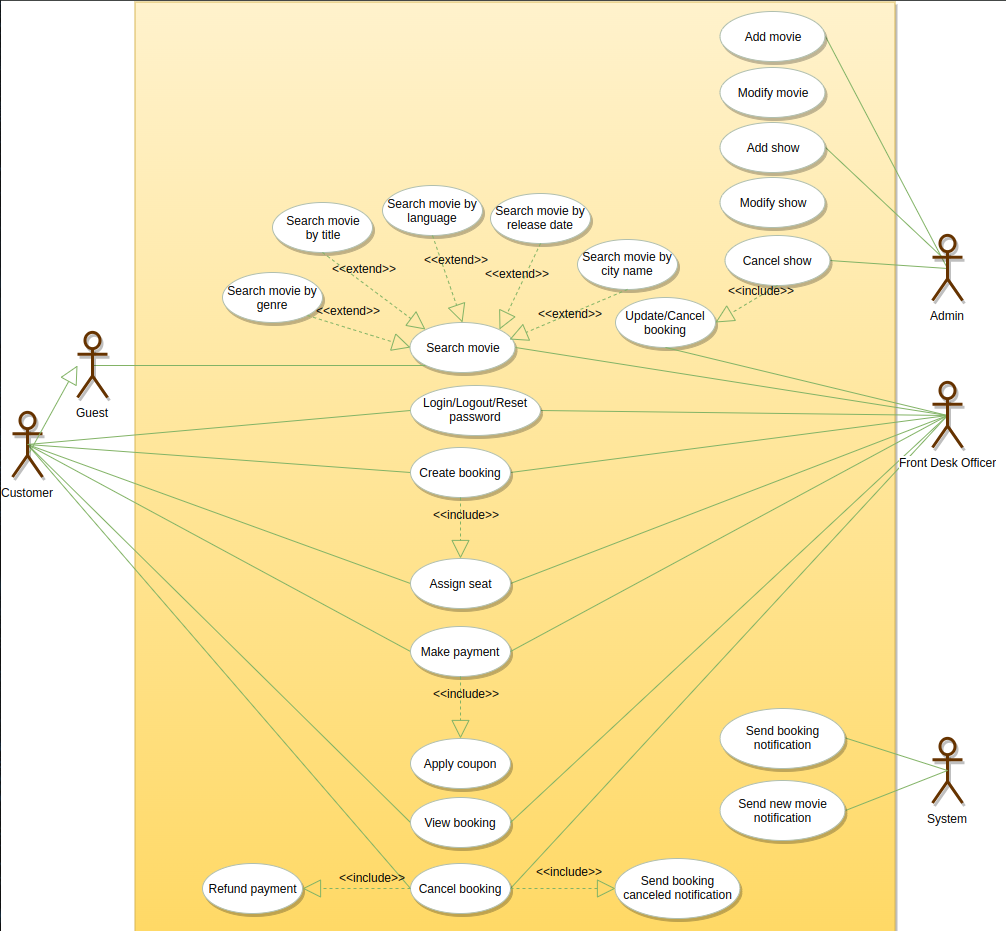 Add movie
Modify movie
Add show
Modify show
Search movie by
language
Search movie by
release date
Search movie
by title
Search movie by
city name
Cancel show
<<extend>>
<<extend>>
<<extend>>
<<include>>
Search movie by
genre
<<extend>>
<<extend>>
Update/Cancel
booking
Admin
Search movie
Guest
Login/Logout/Reset
password
Front Desk Officer
Create booking
Customer
<<include>>
Assign seat
Make payment
<<include>>
Send booking
notification
Apply coupon
Send new movie
notification
System
View booking
<<include>>
<<include>>
Refund payment
Cancel booking
Send booking
canceled notification